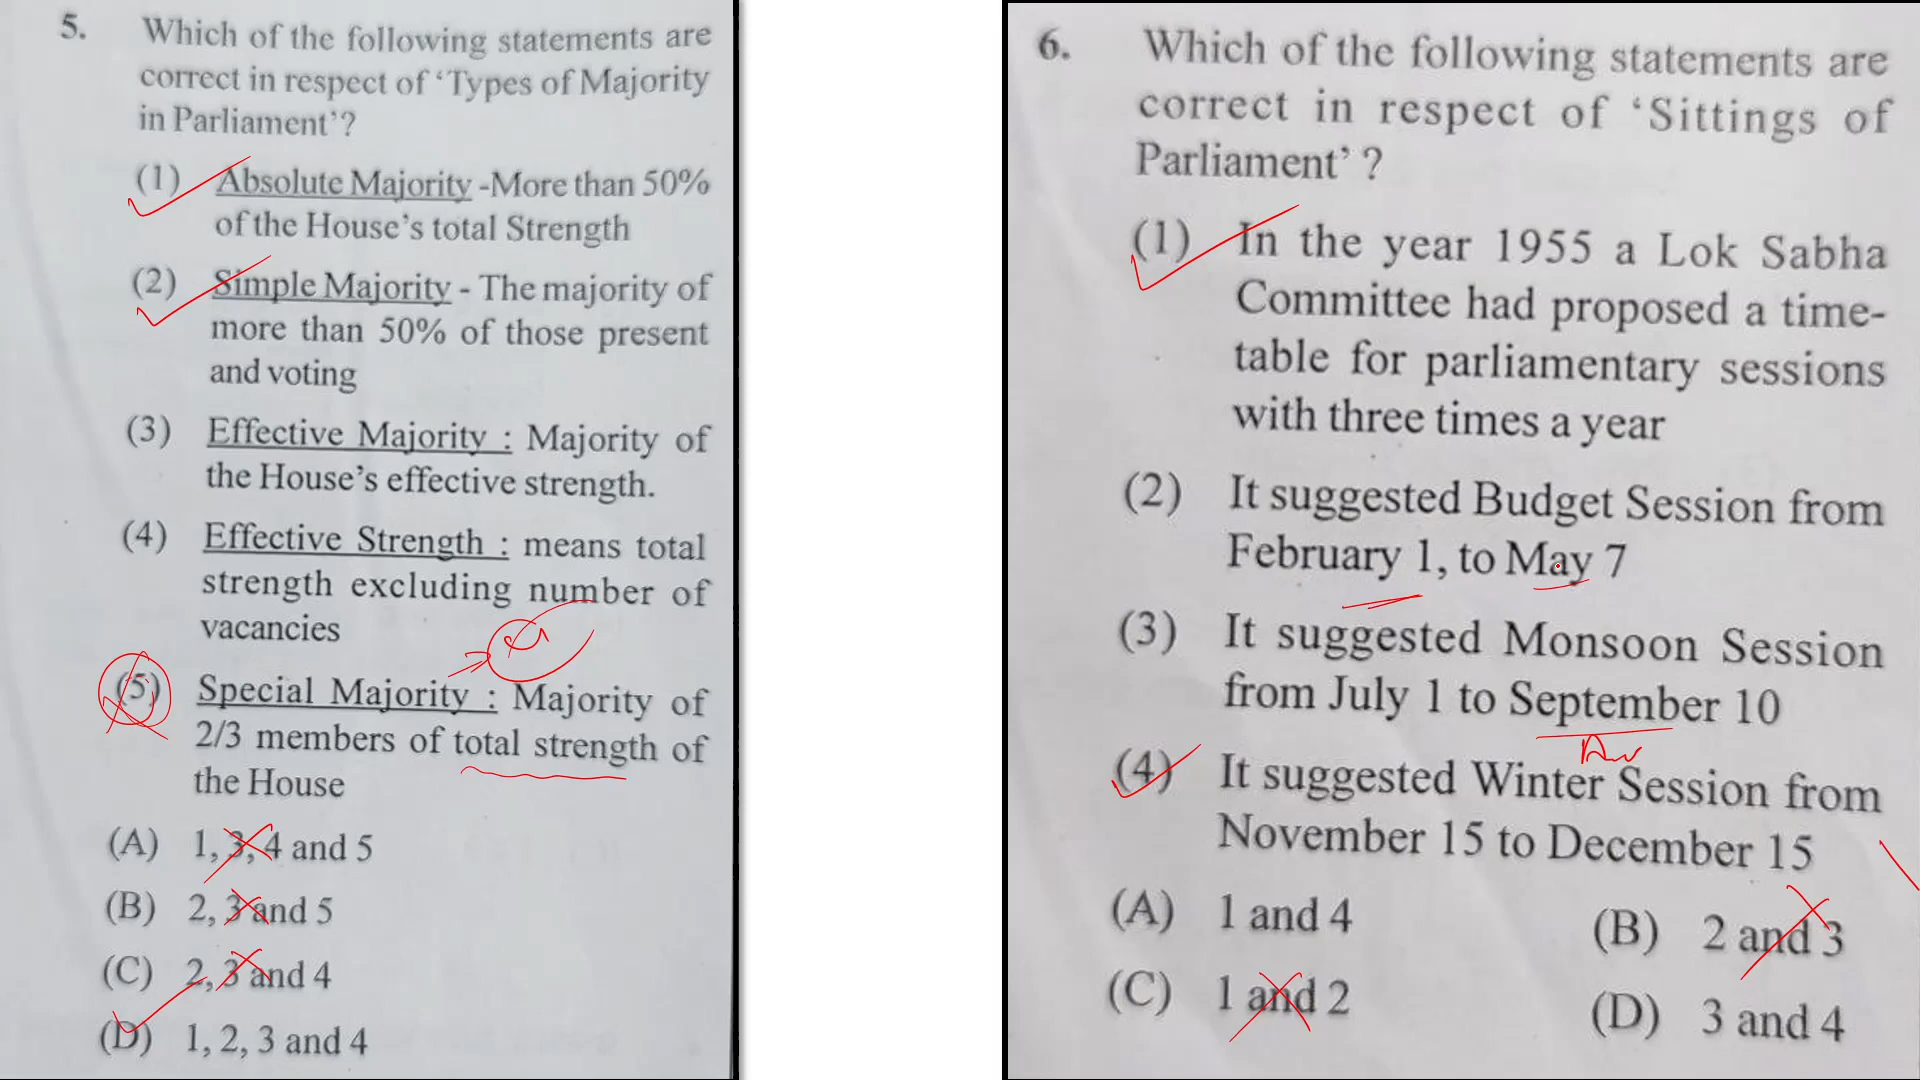 5. Which of the following statements are
correct in respect of ‘Types of Majority
in Parliament’?
(1) Absolute Majority -More than 50%
of the House’s total Strength
(2) Simple Majority - The majority of
more than 50% of those present
and voting
(3) Effective Majority : Majority of
the House’s effective strength.
(4) Effective Strength : means total
strength excluding number of
vacancies
(5) Special Majority : Majority of
2/3 members of total strength of
the House
(A) 1, 3, 4 and 5
(B) 2, 3 and 5
(C) 2, 3 and 4
(D) 1, 2, 3 and 4
6. Which of the following statements are
correct in respect of ‘Sittings of
Parliament’ ?
(1) In the year 1955 a Lok Sabha
Committee had proposed a time-
table for parliamentary sessions
with three times a year
(2) It suggested Budget Session from
February 1, to May 7
(3) It suggested Monsoon Session
from July 1 to September 10
(4) It suggested Winter Session from
November 15 to December 15
(A) 1 and 4
(B) 2 and 3
(C) 1 and 2
(D) 3 and 4